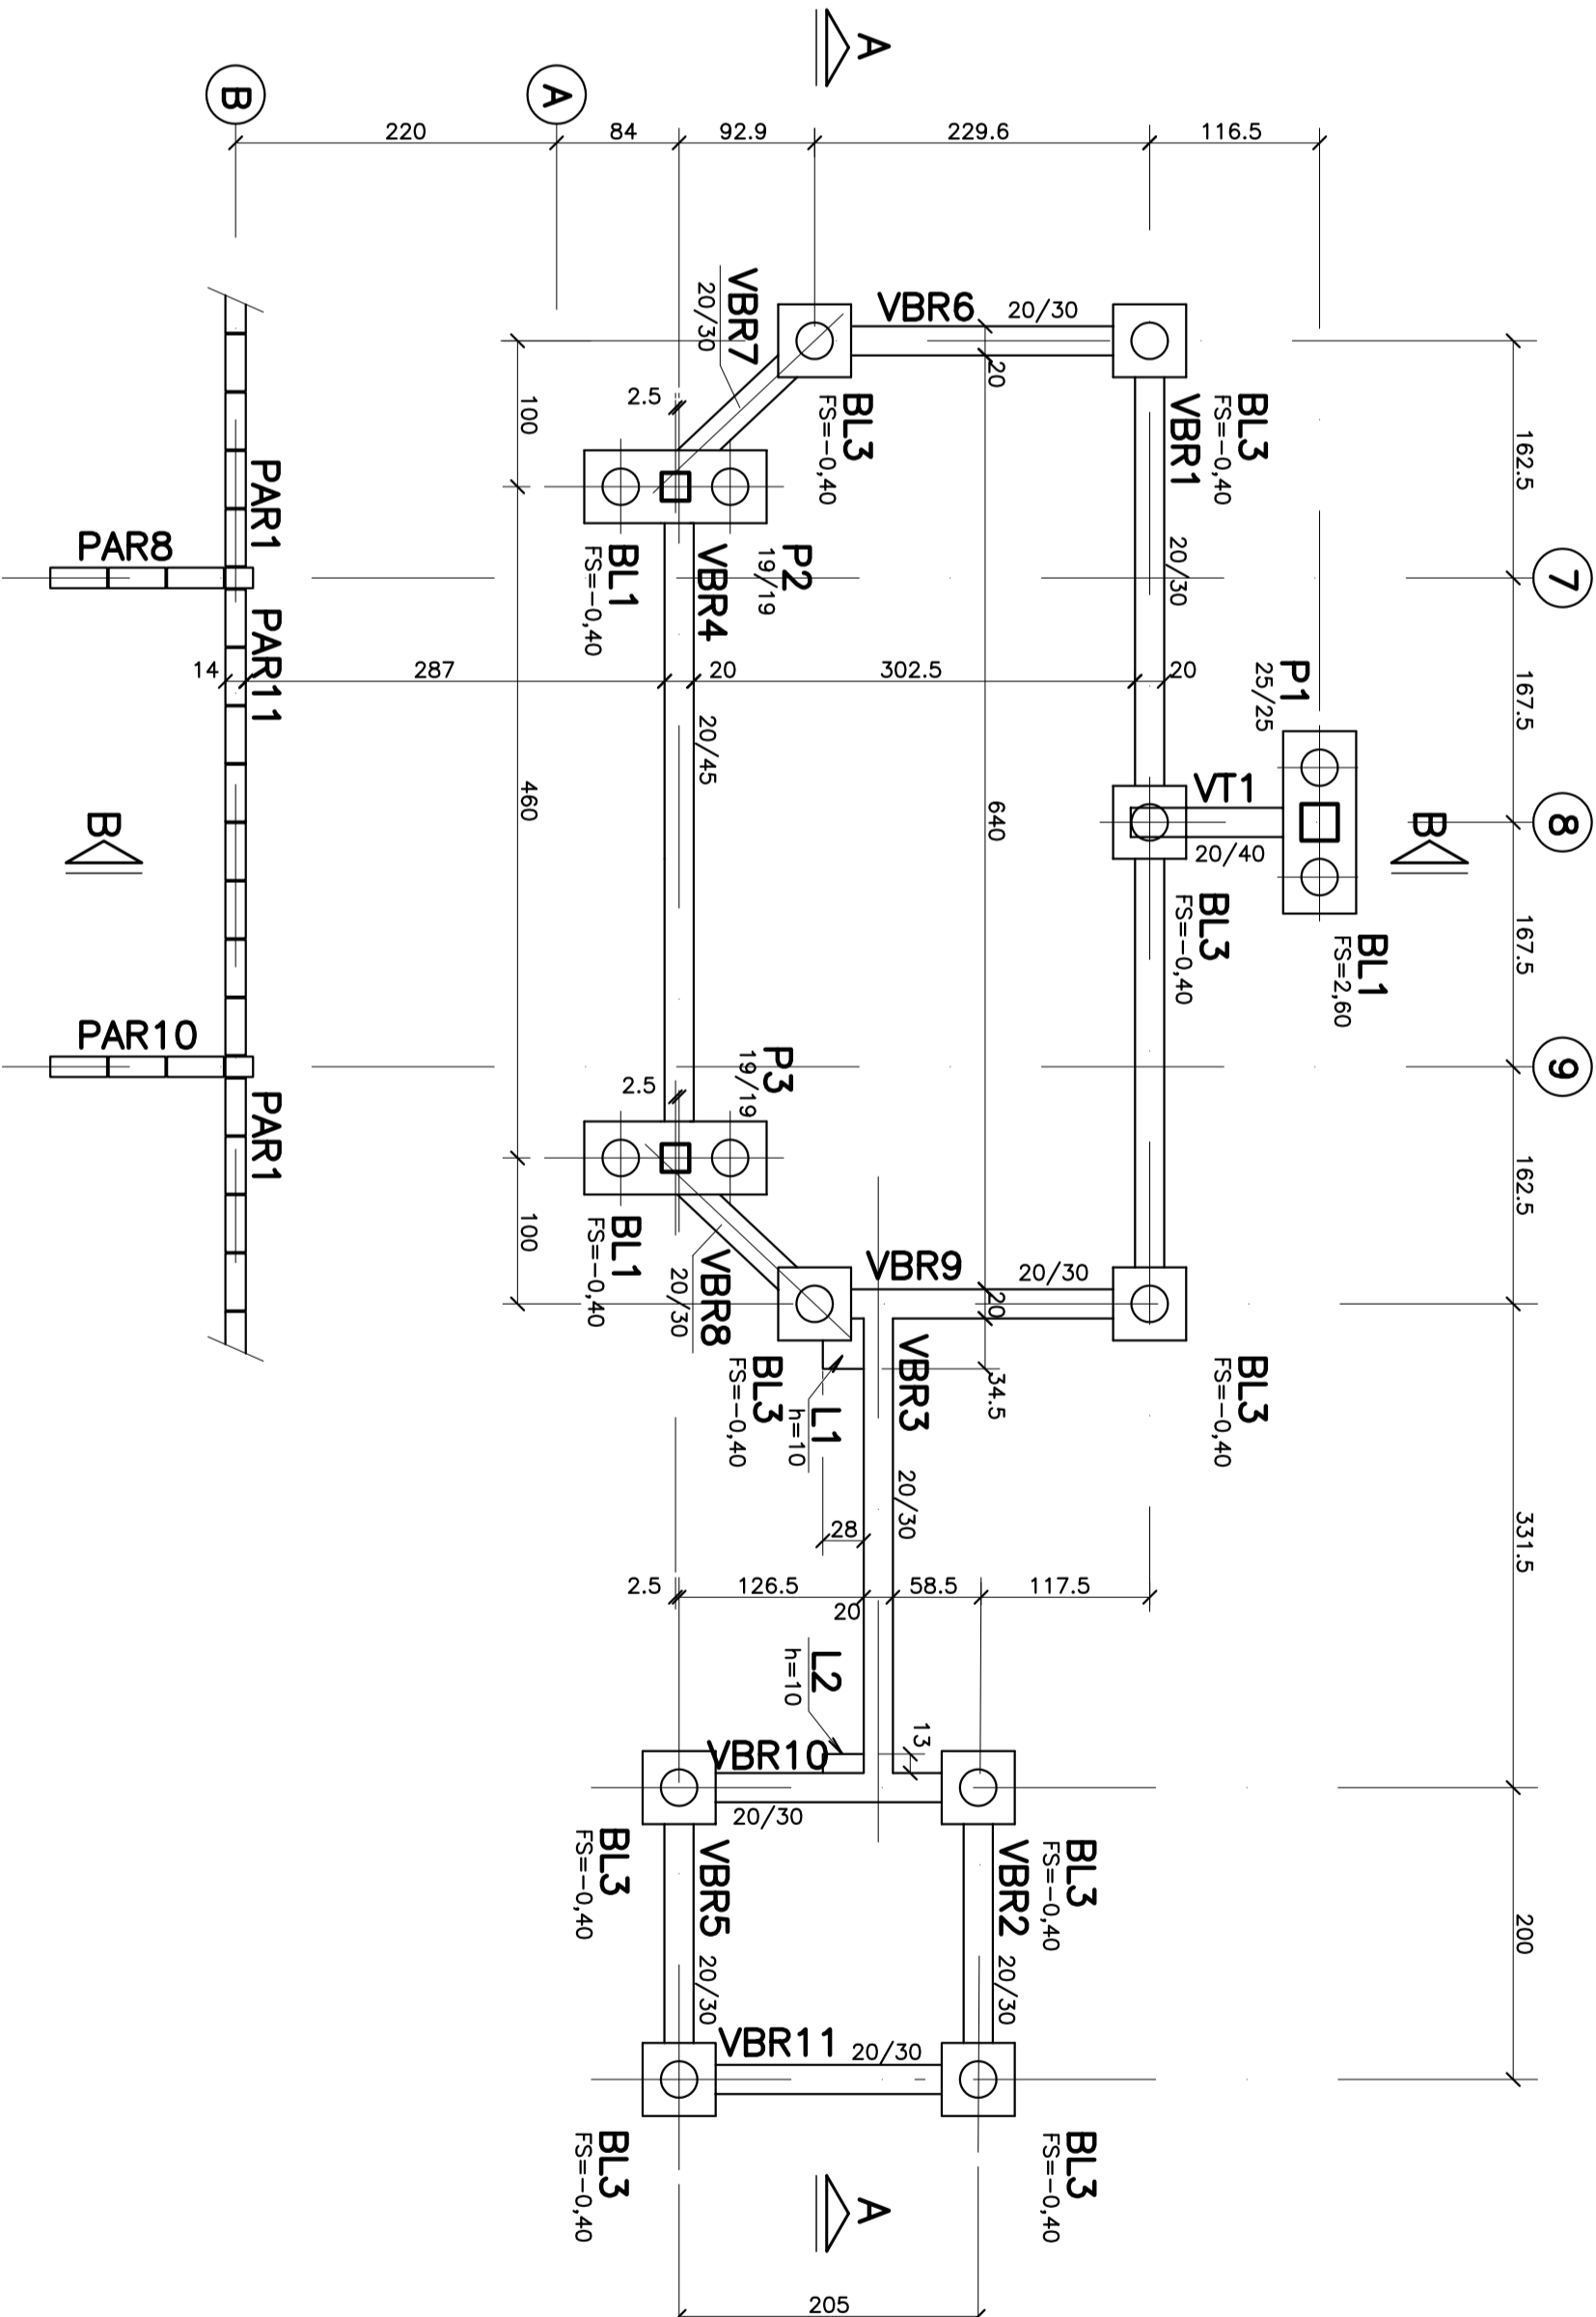 A
B
A
220
84
92.9
229.6
116.5
VBR7
20/30
VBR6
20/30
20
BL3
FS=-0,40
BL3
FS=-0,40
VBR1
20/30
162.5
7
2.5
100
PAR1
PAR8
PAR11
P2
19/19
BL1
FS=-0,40
VBR4
20/45
14
287
20
302.5
20
P1
25/25
167.5
8
VT1
20/40
B
B
460
640
BL3
FS=-0,40
BL1
FS=2,60
167.5
9
PAR10
PAR1
P3
19/19
2.5
BL1
FS=-0,40
100
VBR8
20/30
VBR9
20/30
20
162.5
BL3
FS=-0,40
BL3
FS=-0,40
34.5
VBR3
20/30
L1
h=10
28
331.5
2.5
126.5
20
58.5
117.5
L2
h=10
13
VBR10
20/30
BL3
FS=-0,40
BL3
FS=-0,40
VBR5
20/30
VBR2
20/30
200
VBR11
20/30
BL3
FS=-0,40
BL3
FS=-0,40
A
205